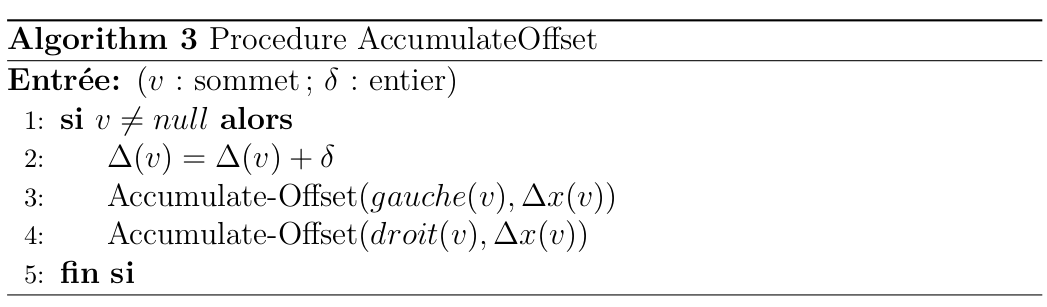 Algorithm 3 Procedure AccumulateOffset
Entrée: (v : sommet ; δ : entier)
1: si v ≠ null alors
2: Δ(v) = Δ(v) + δ
3: Accumulate-Offset(gauche(v), Δx(v))
4: Accumulate-Offset(droit(v), Δx(v))
5: fin si